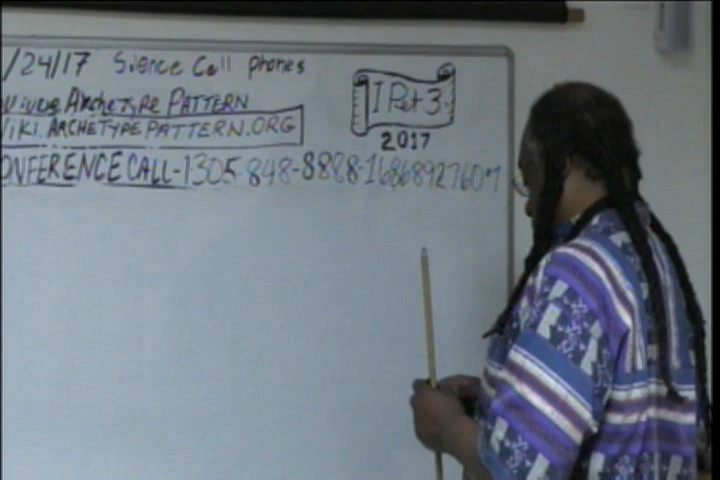 /24/17 Silence Cell phones
Archetype PATTERN
Wiki.ARCHETYPEPATTERN.ORG
CONFERENCE CALL-1305-848-8888-1686892760#
I Pet 3
2017